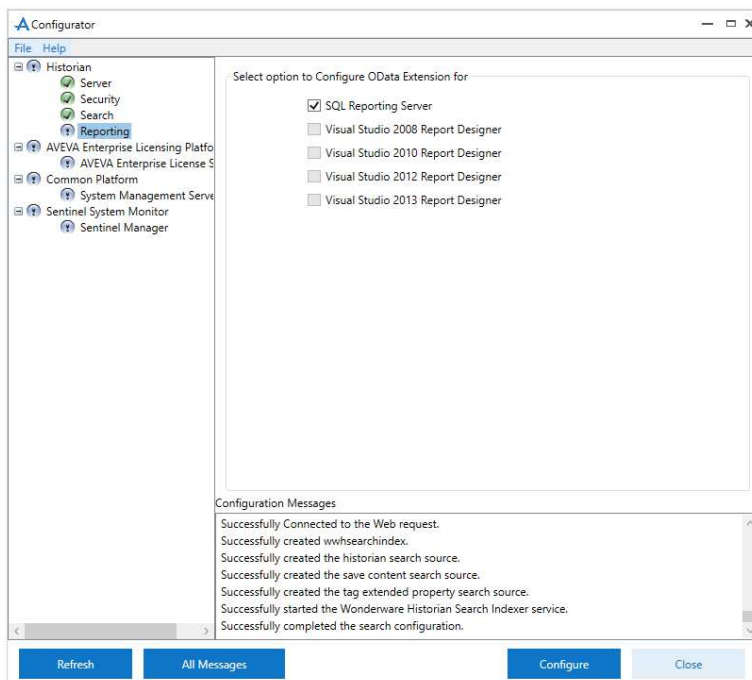 Configurator
File Help
Historian
Server
Security
Search
Reporting
AVEVA Enterprise Licensing Platfo
AVEVA Enterprise License S
Common Platform
System Management Serve
Sentinel System Monitor
Sentinel Manager
Select option to Configure OData Extension for
SQL Reporting Server
Visual Studio 2008 Report Designer
Visual Studio 2010 Report Designer
Visual Studio 2012 Report Designer
Visual Studio 2013 Report Designer
Configuration Messages
Successfully Connected to the Web request.
Successfully created wwhsearchindex.
Successfully created the historian search source.
Successfully created the save content search source.
Successfully created the tag extended property search source.
Successfully started the Wonderware Historian Search Indexer service.
Successfully completed the search configuration.
Refresh All Messages Configure Close